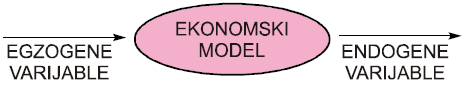 EGZOGENE
VARIJABLE
EKONOMSKI
MODEL
ENDOGENE
VARIJABLE